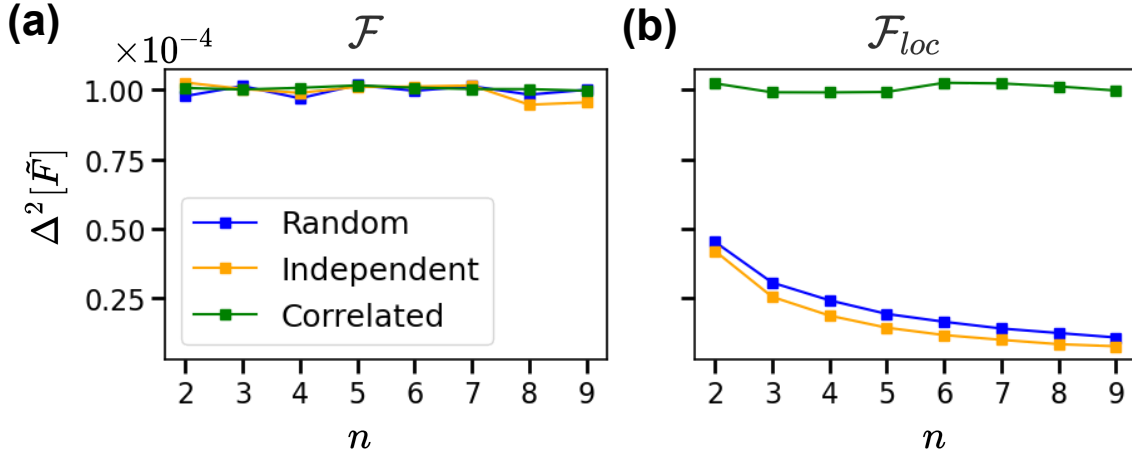 (a)
×10⁻⁴
ℱ
1.00
0.75
0.50
0.25
Δ²[F̃]
Random
Independent
Correlated
2 3 4 5 6 7 8 9
n
(b)
ℱ_loc
2 3 4 5 6 7 8 9
n